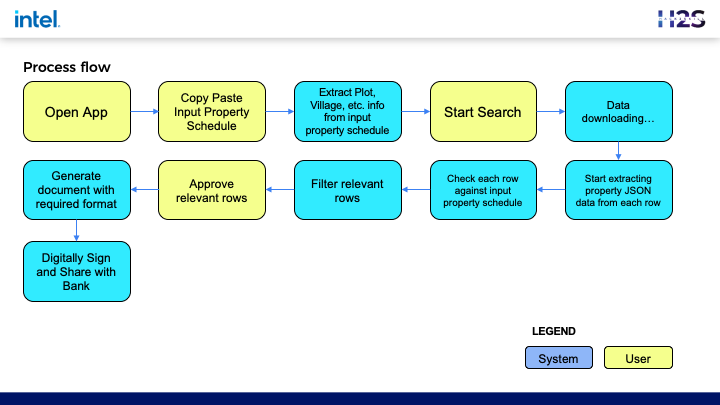 intel.
H2S
Process flow
Open App
Copy Paste
Input Property
Schedule
Extract Plot,
Village, etc. info
from input
property schedule
Start Search
Data
downloading...
Generate
document with
required format
Approve
relevant rows
Filter relevant
rows
Check each row
against input
property schedule
Start extracting
property JSON
data from each row
Digitally Sign
and Share with
Bank
LEGEND
System
User